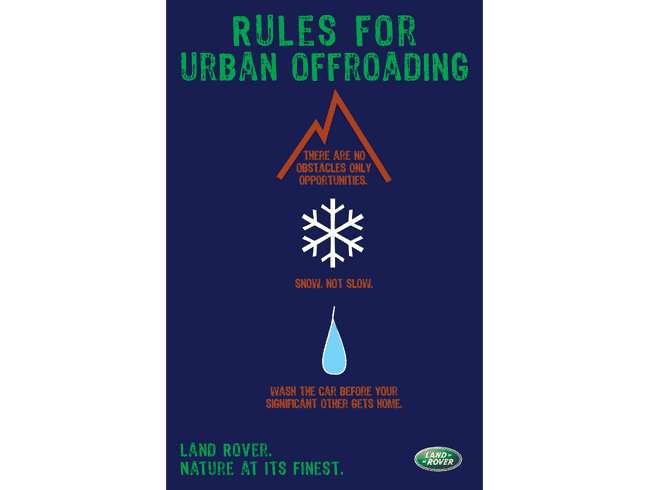 RULES FOR
URBAN OFFROADING
THERE ARE NO
OBSTACLES ONLY
OPPORTUNITIES.
SNOW. NOT SLOW.
WASH THE CAR BEFORE YOUR
SIGNIFICANT OTHER GETS HOME.
LAND ROVER.
NATURE AT ITS FINEST.
LAND-
-ROVER